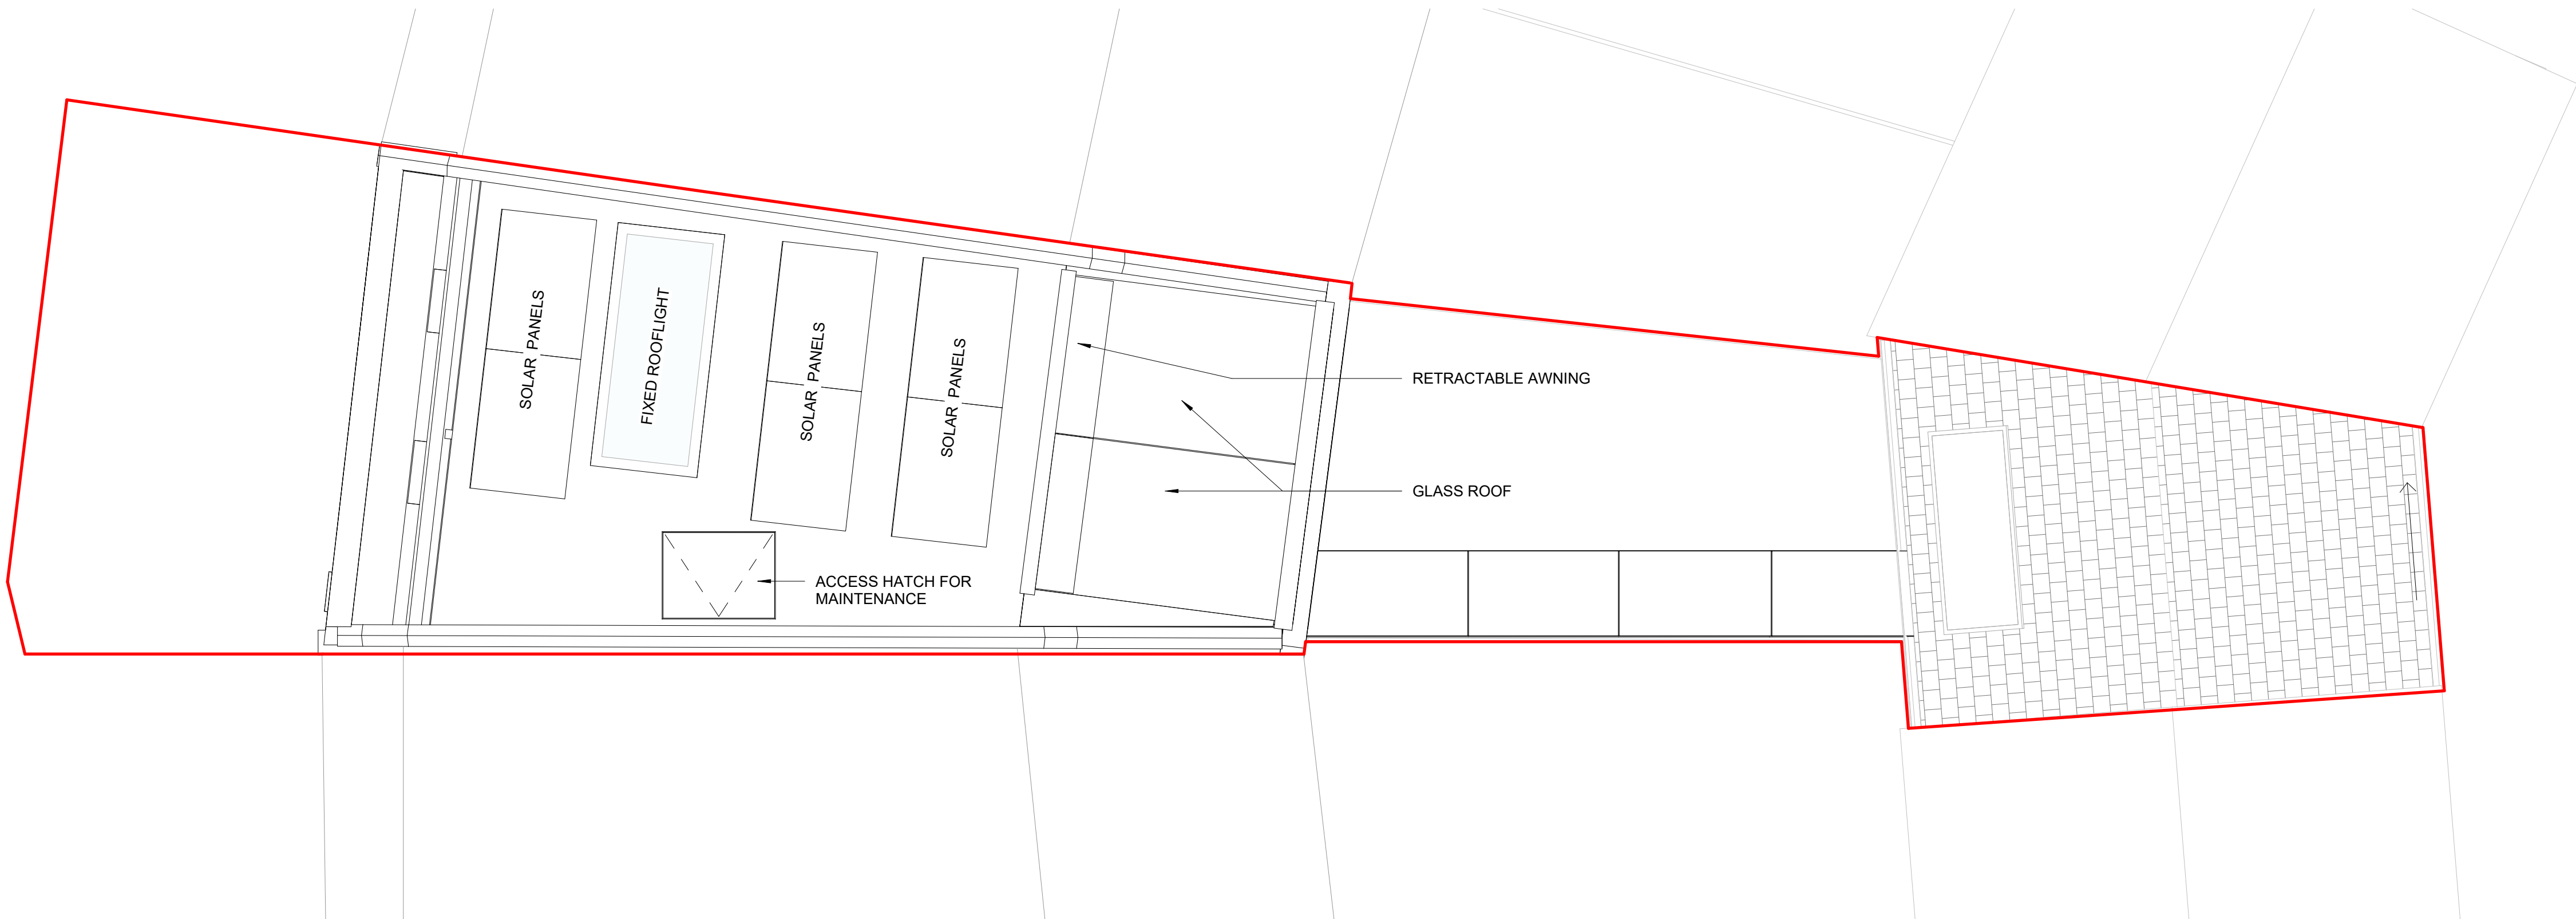 SOLAR PANELS
FIXED ROOFLIGHT
SOLAR PANELS
SOLAR PANELS
RETRACTABLE AWNING
GLASS ROOF
ACCESS HATCH FOR
MAINTENANCE